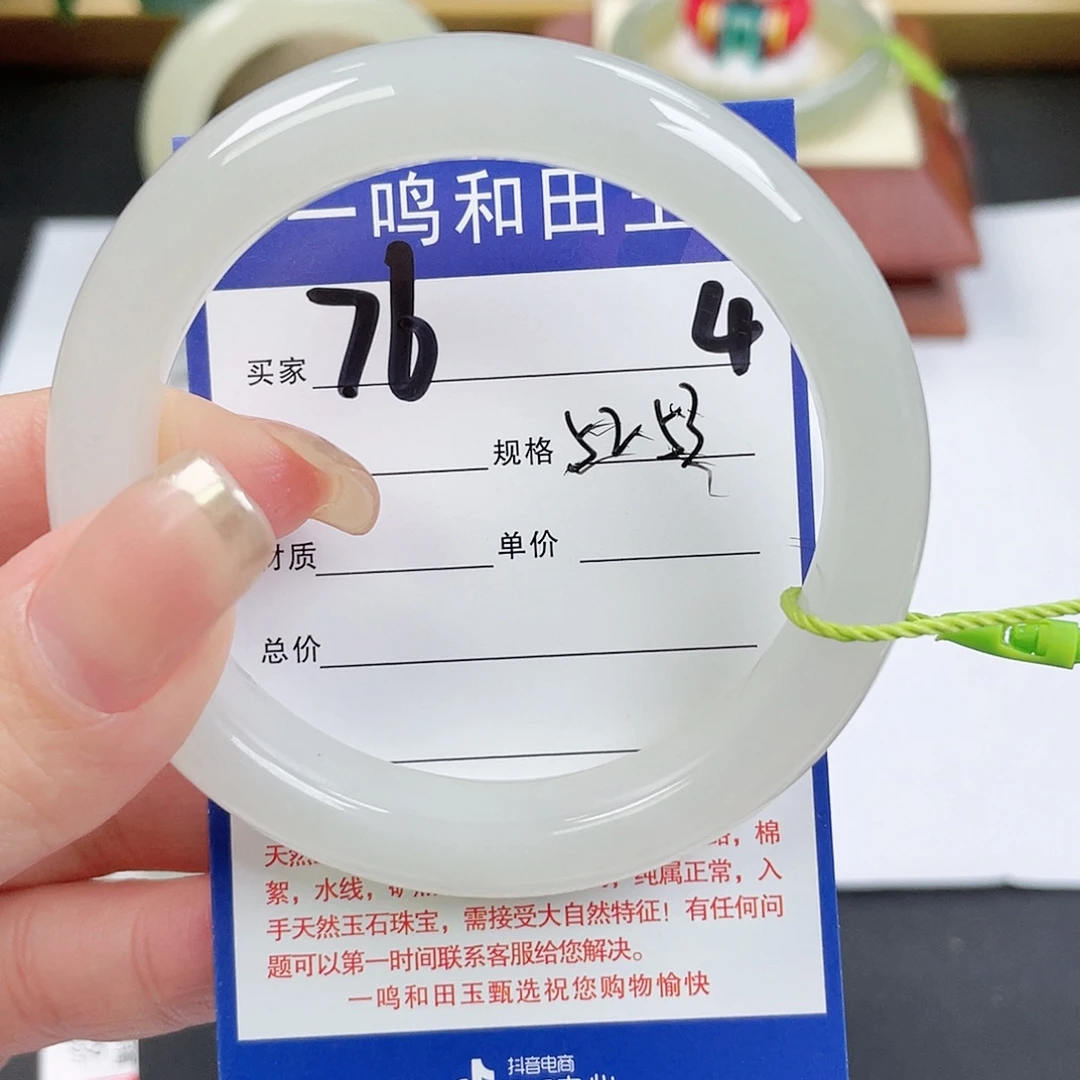 一鸣和田玉
买家 76 4
规格 52-53
材质 单价
总价
天然
絮，水线， 纯属正常，入
手天然玉石珠宝，需接受大自然特征！有任何问
题可以第一时间联系客服给您解决。
一鸣和田玉甄选祝您购物愉快
抖音电商